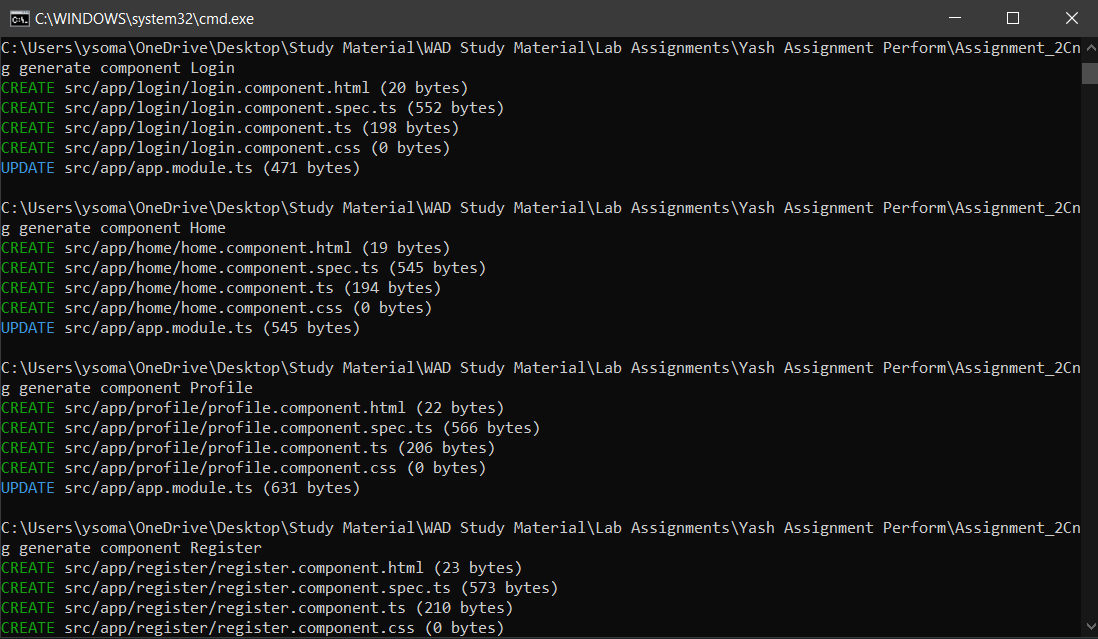 C:\WINDOWS\system32\cmd.exe
C:\Users\ysoma\OneDrive\Desktop\Study Material\WAD Study Material\Lab Assignments\Yash Assignment Perform\Assignment_2Cn
g generate component Login
CREATE src/app/login/login.component.html (20 bytes)
CREATE src/app/login/login.component.spec.ts (552 bytes)
CREATE src/app/login/login.component.ts (198 bytes)
CREATE src/app/login/login.component.css (0 bytes)
UPDATE src/app/app.module.ts (471 bytes)
C:\Users\ysoma\OneDrive\Desktop\Study Material\WAD Study Material\Lab Assignments\Yash Assignment Perform\Assignment_2Cn
g generate component Home
CREATE src/app/home/home.component.html (19 bytes)
CREATE src/app/home/home.component.spec.ts (545 bytes)
CREATE src/app/home/home.component.ts (194 bytes)
CREATE src/app/home/home.component.css (0 bytes)
UPDATE src/app/app.module.ts (545 bytes)
C:\Users\ysoma\OneDrive\Desktop\Study Material\WAD Study Material\Lab Assignments\Yash Assignment Perform\Assignment_2Cn
g generate component Profile
CREATE src/app/profile/profile.component.html (22 bytes)
CREATE src/app/profile/profile.component.spec.ts (566 bytes)
CREATE src/app/profile/profile.component.ts (206 bytes)
CREATE src/app/profile/profile.component.css (0 bytes)
UPDATE src/app/app.module.ts (631 bytes)
C:\Users\ysoma\OneDrive\Desktop\Study Material\WAD Study Material\Lab Assignments\Yash Assignment Perform\Assignment_2Cn
g generate component Register
CREATE src/app/register/register.component.html (23 bytes)
CREATE src/app/register/register.component.spec.ts (573 bytes)
CREATE src/app/register/register.component.ts (210 bytes)
CREATE src/app/register/register.component.css (0 bytes)